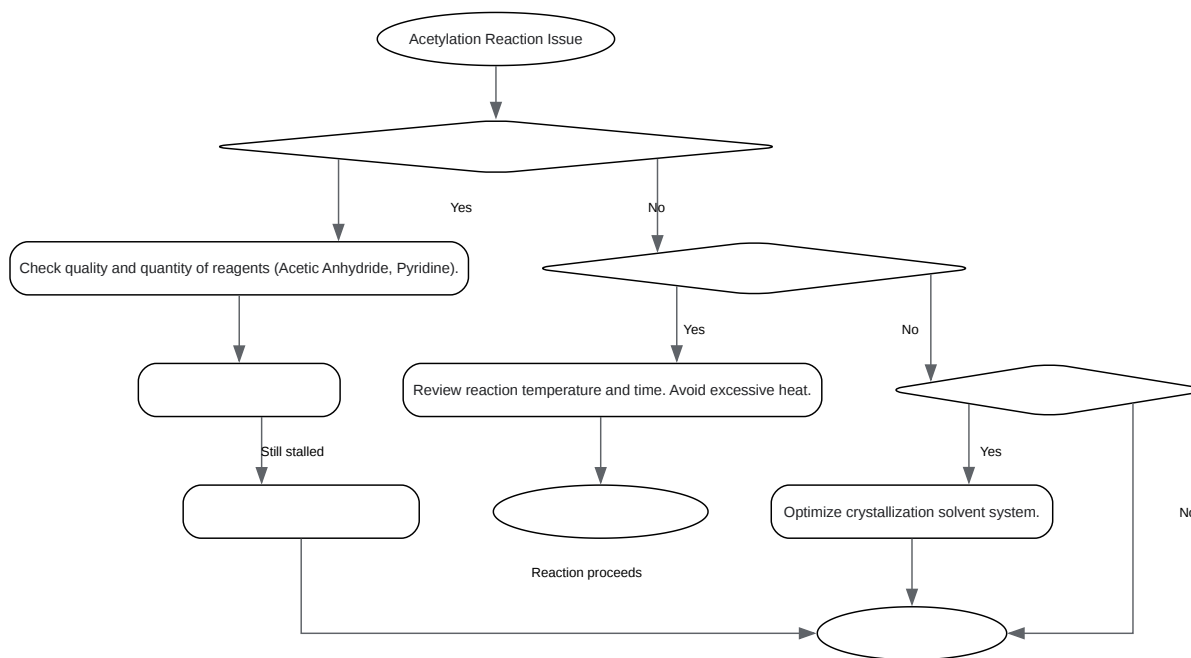 Acetylation Reaction Issue
Yes
No
Check quality and quantity of reagents (Acetic Anhydride, Pyridine).
Yes
No
Review reaction temperature and time. Avoid excessive heat.
Still stalled
Yes
Optimize crystallization solvent system.
No
Reaction proceeds